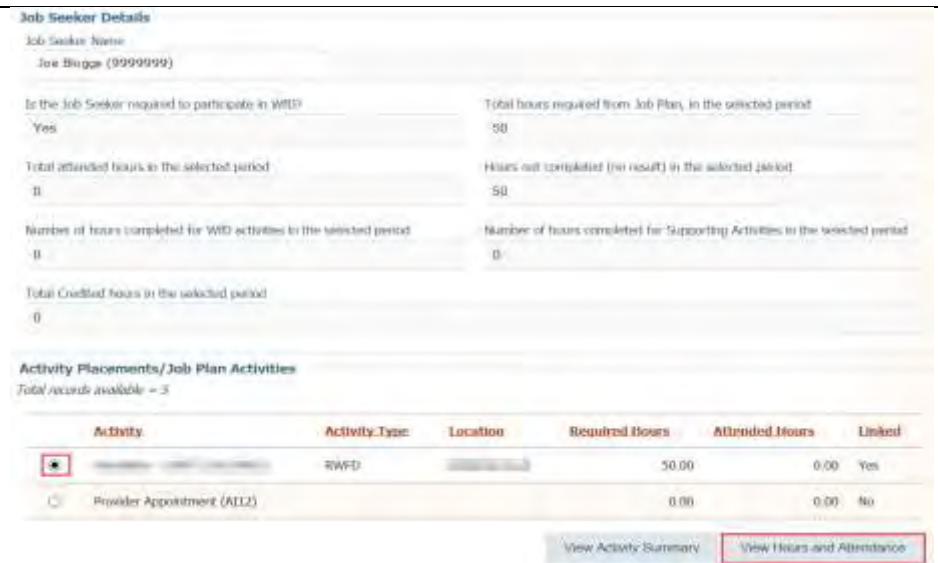 Job Seeker Details
Job Seeker Name
Joe Bloggs (9999999)
Is the Job Seeker required to participate in WfD?
Total hours required from Job Plan, in the selected period
Yes
50
Total attended hours in the selected period
Hours not completed (no result) in the selected period
0
50
Number of hours completed for WfD activities in the selected period
Number of hours completed for Supporting Activities in the selected period
0
0
Total Credited hours in the selected period
0
Activity Placements/Job Plan Activities
Total records available =
Activity Activity Type Location Required Hours Attended Hours Linked
RWFD 50.00 0.00 Yes
Provider Appointment (AI12) 0.00 0.00 No
View Activity Summary View Hours and Attendance